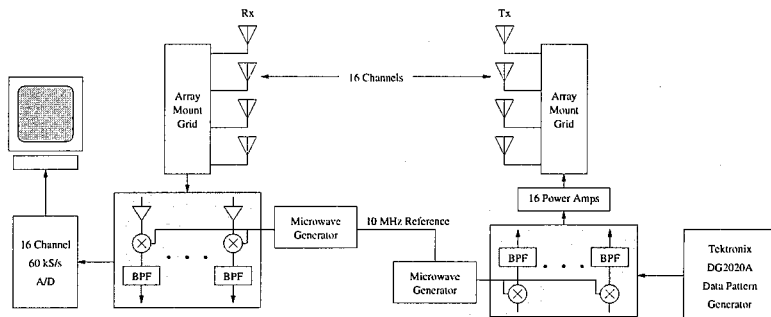 Rx
Tx
Array
Mount
Grid
16 Channels
Array
Mount
Grid
16 Power Amps
Microwave
Generator
10 MHz Reference
16 Channel
60 kS/s
A/D
BPF
BPF
Microwave
Generator
BPF
BPF
Tektronix
DG2020A
Data Pattern
Generator